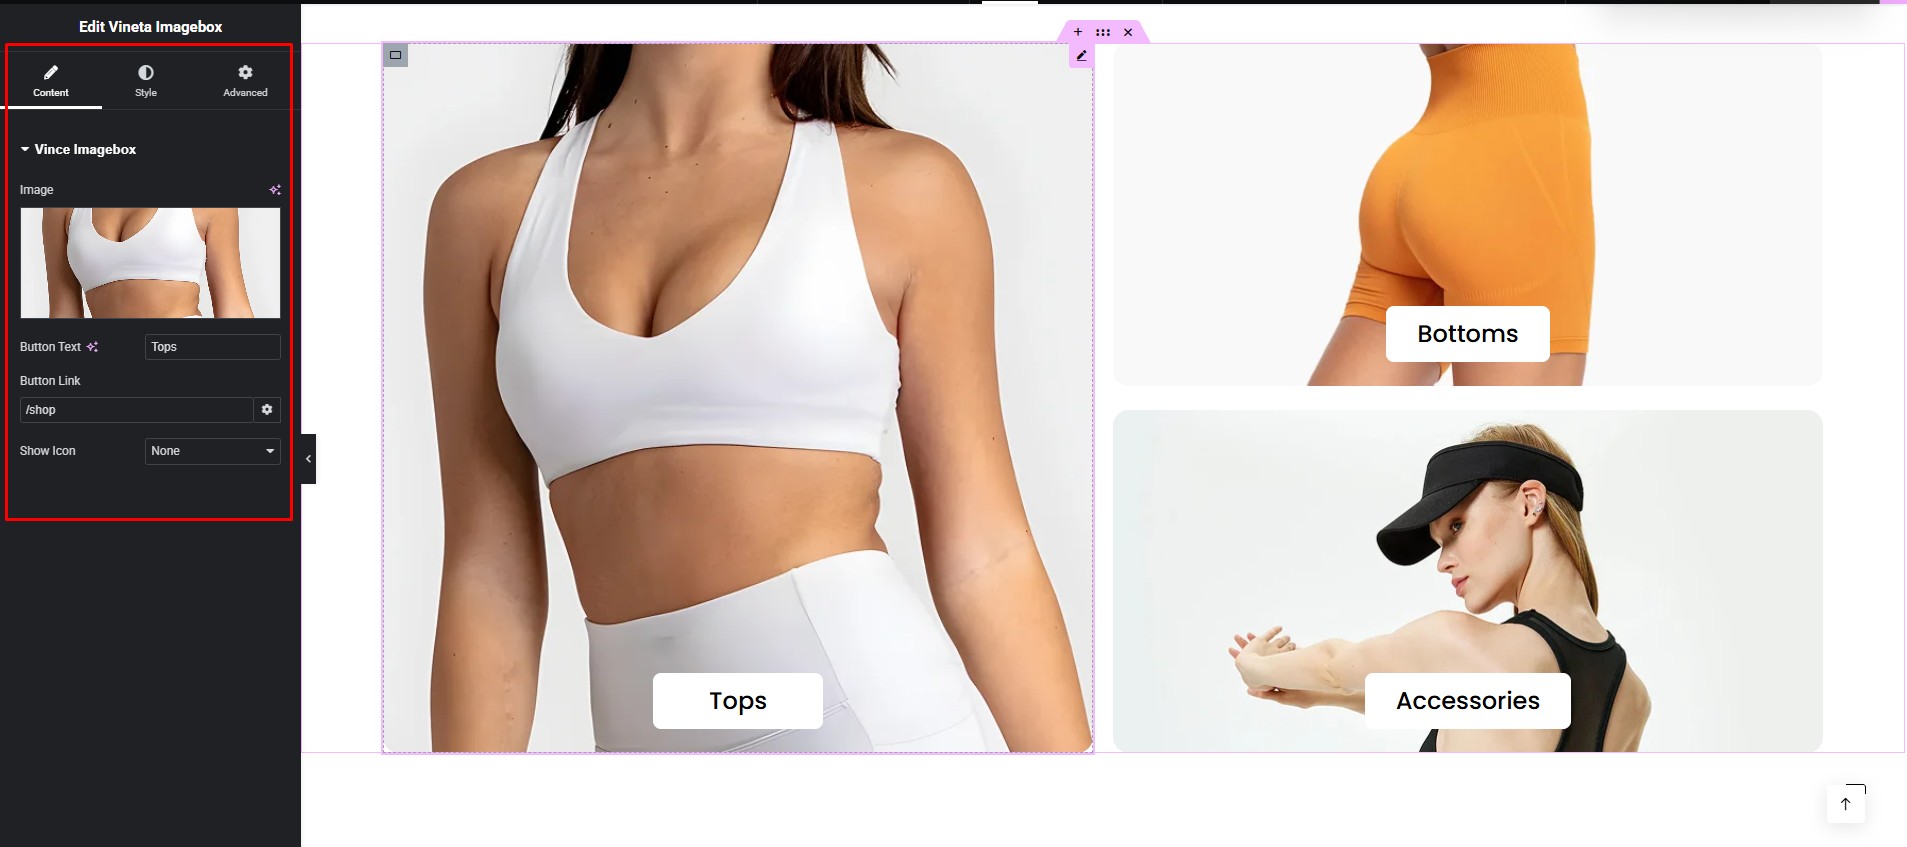 Edit Vineta Imagebox
Content
Style
Advanced
Vince Imagebox
Image
Button Text
Tops
Button Link
/shop
Show Icon
None
Tops
Bottoms
Accessories